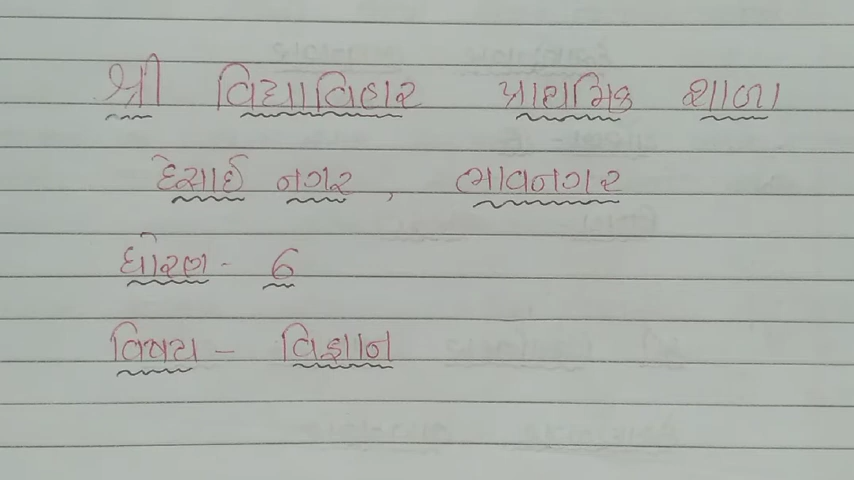 શ્રી વિદ્યાવિહાર પ્રાથમિક શાળા
દેસાઈ નગર, ભાવનગર
ધોરણ - 6
વિષય - વિજ્ઞાન